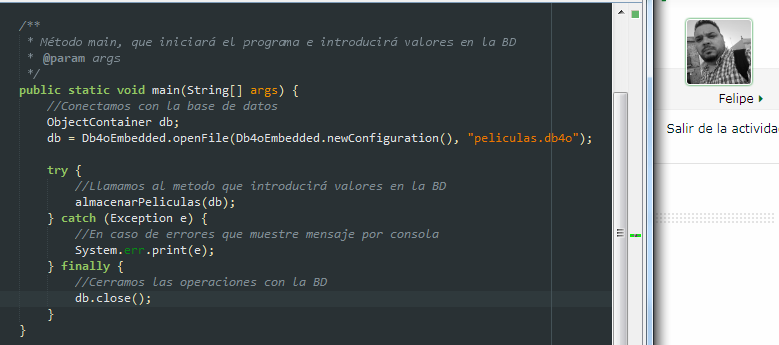 /**
* Método main, que iniciará el programa e introducirá valores en la BD
* @param args
*/
public static void main(String[] args) {
//Conectamos con la base de datos
ObjectContainer db;
db = Db4oEmbedded.openFile(Db4oEmbedded.newConfiguration(), "peliculas.db4o");
try {
//Llamamos al metodo que introducirá valores en la BD
almacenarPeliculas(db);
} catch (Exception e) {
//En caso de errores que muestre mensaje por consola
System.err.print(e);
} finally {
//Cerramos las operaciones con la BD
db.close();
}
}
Felipe
Salir de la activida